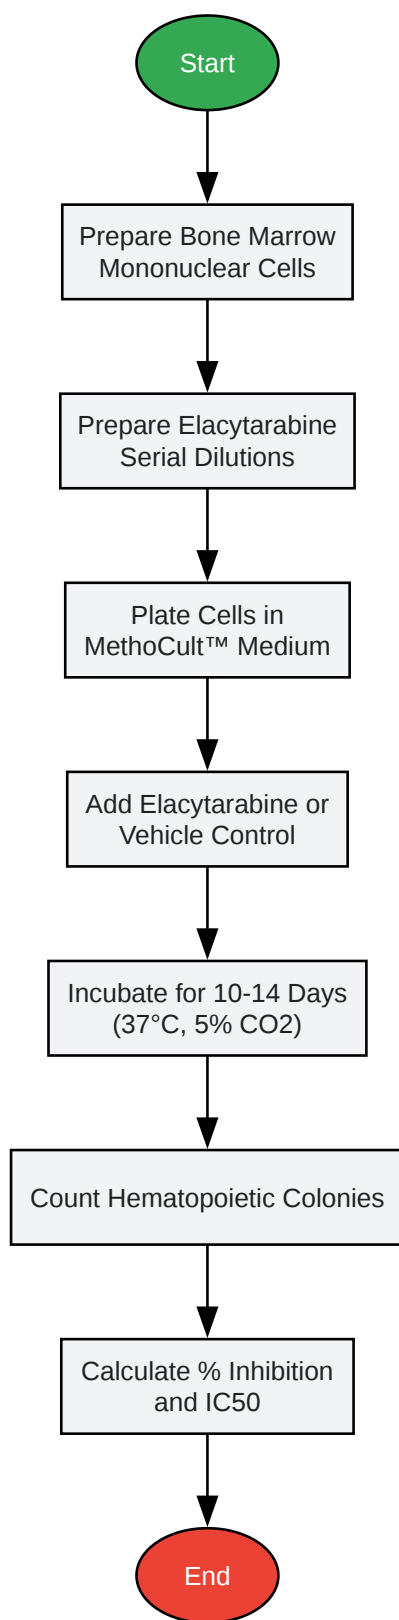 Start
Prepare Bone Marrow
Mononuclear Cells
Prepare Elacytarabine
Serial Dilutions
Plate Cells in
MethoCult™ Medium
Add Elacytarabine or
Vehicle Control
Incubate for 10-14 Days
(37°C, 5% CO2)
Count Hematopoietic Colonies
Calculate % Inhibition
and IC50
End